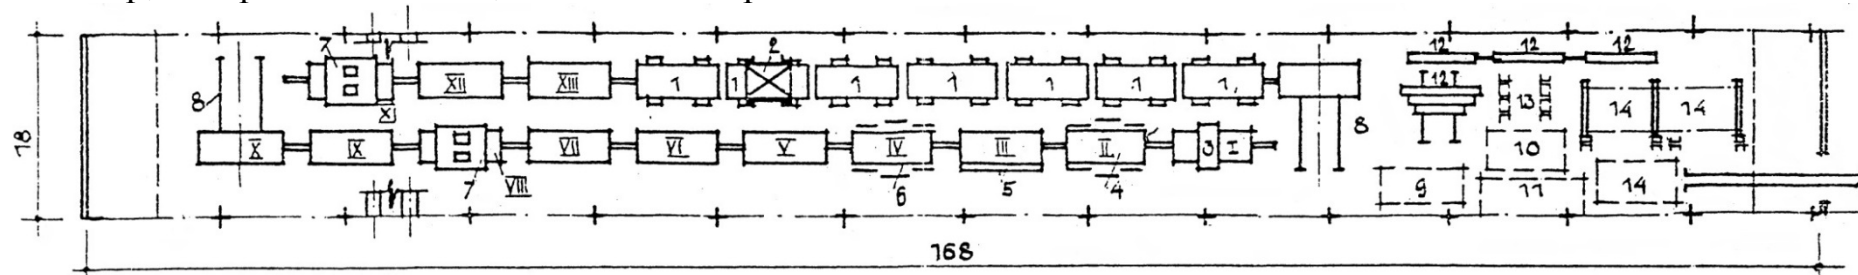 7 XII XIII 1 1 2 1 1 1 1 1 12 12 12
XI
8 12 13 14 14
18
X IX VII VI V IV III II 3 I 8 10
7 VIII 6 5 4 9 11 14
168